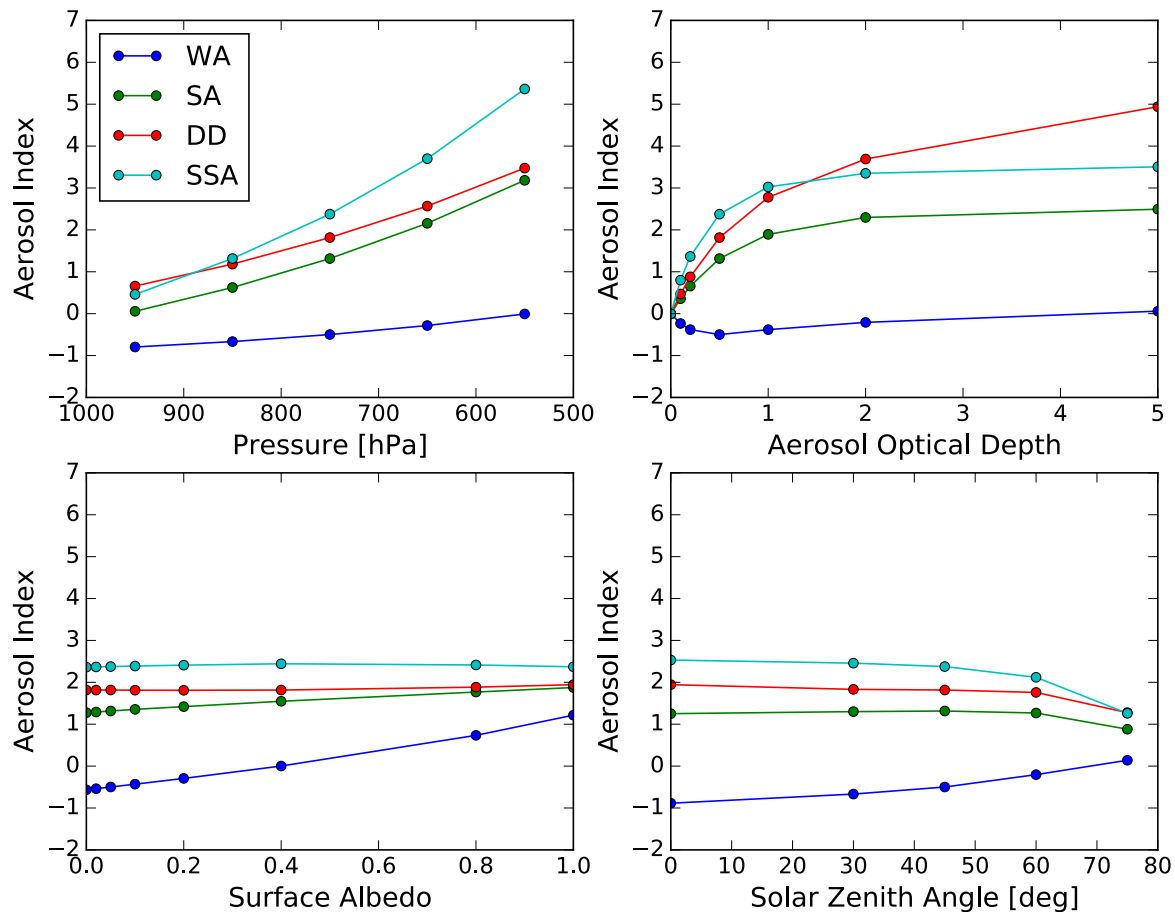 7
6
5
4
3
2
1
0
−1
−2
Aerosol Index
WA
SA
DD
SSA
1000 900 800 700 600 500
Pressure [hPa]
7
6
5
4
3
2
1
0
−1
−2
Aerosol Index
0 1 2 3 4 5
Aerosol Optical Depth
7
6
5
4
3
2
1
0
−1
−2
Aerosol Index
0.0 0.2 0.4 0.6 0.8 1.0
Surface Albedo
7
6
5
4
3
2
1
0
−1
−2
Aerosol Index
0 10 20 30 40 50 60 70 80
Solar Zenith Angle [deg]